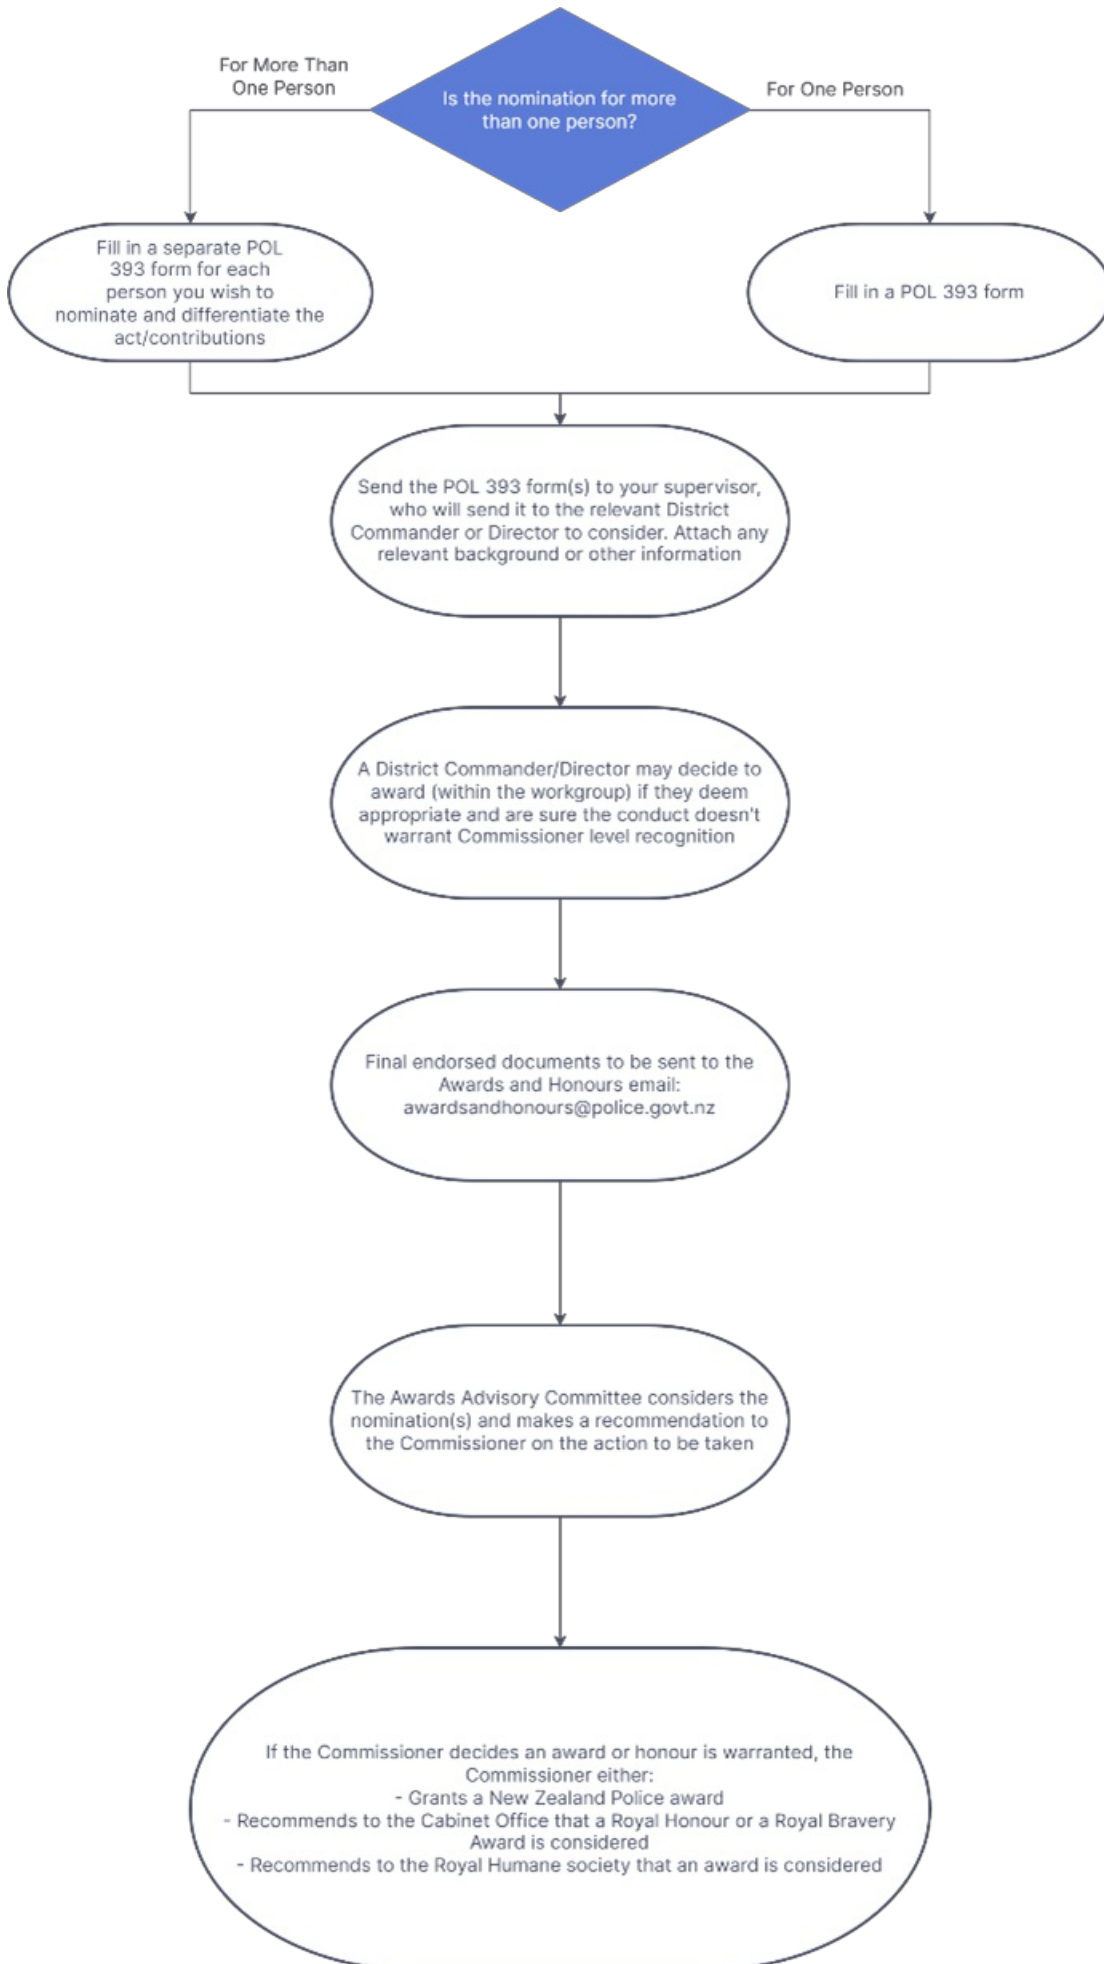 For More Than
One Person
Is the nomination for more
than one person?
For One Person
Fill in a separate POL
393 form for each
person you wish to
nominate and differentiate the
act/contributions
Fill in a POL 393 form
Send the POL 393 form(s) to your supervisor,
who will send it to the relevant District
Commander or Director to consider. Attach any
relevant background or other information
A District Commander/Director may decide to
award (within the workgroup) if they deem
appropriate and are sure the conduct doesn't
warrant Commissioner level recognition
Final endorsed documents to be sent to the
Awards and Honours email:
awardsandhonours@police.govt.nz
The Awards Advisory Committee considers the
nomination(s) and makes a recommendation to
the Commissioner on the action to be taken
If the Commissioner decides an award or honour is warranted, the
Commissioner either:
- Grants a New Zealand Police award
- Recommends to the Cabinet Office that a Royal Honour or a Royal Bravery
Award is considered
- Recommends to the Royal Humane society that an award is considered